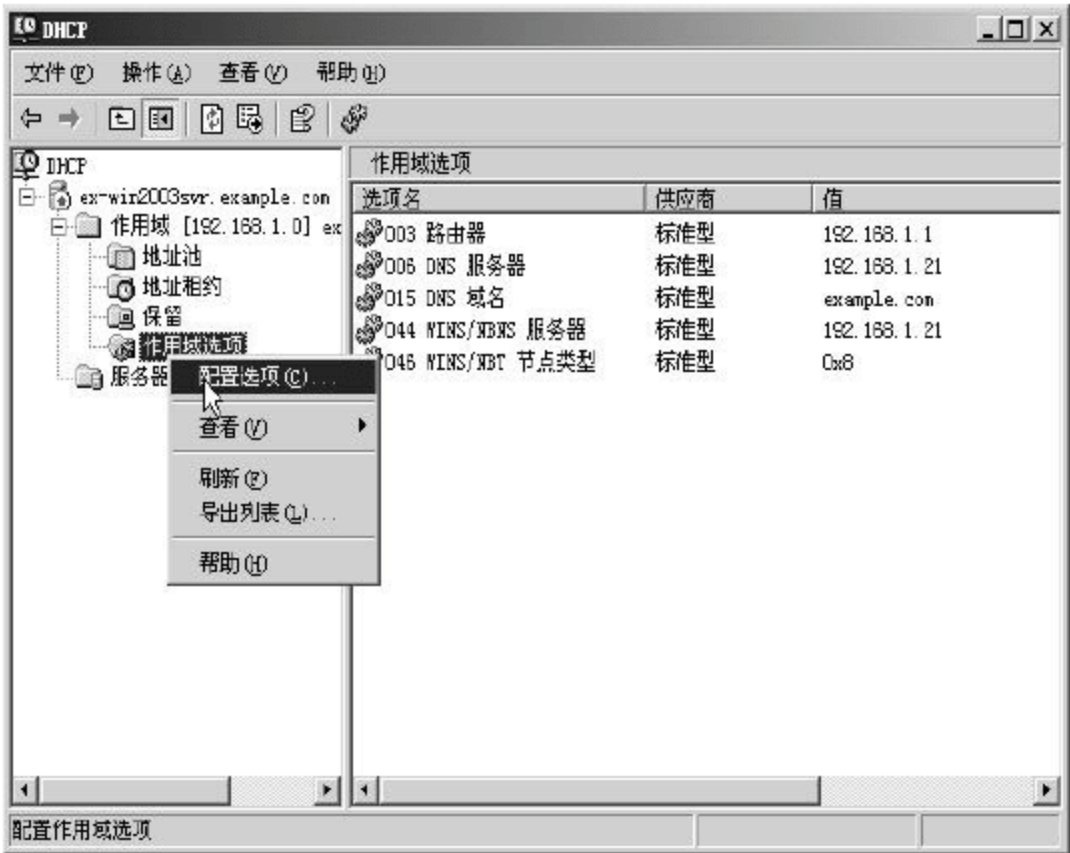 DHCP
文件(F) 操作(A) 查看(V) 帮助(H)
DHCP
ex-win2003svr.example.com
作用域 [192.168.1.0] ex
地址池
地址租约
保留
作用域选项
服务器
配置选项(C)...
查看(V)
刷新(F)
导出列表(L)...
帮助(H)
作用域选项
选项名 供应商 值
003 路由器 标准型 192.168.1.1
006 DNS 服务器 标准型 192.168.1.21
015 DNS 域名 标准型 example.com
044 WINS/NBNS 服务器 标准型 192.168.1.21
046 WINS/NBT 节点类型 标准型 0x8
配置作用域选项